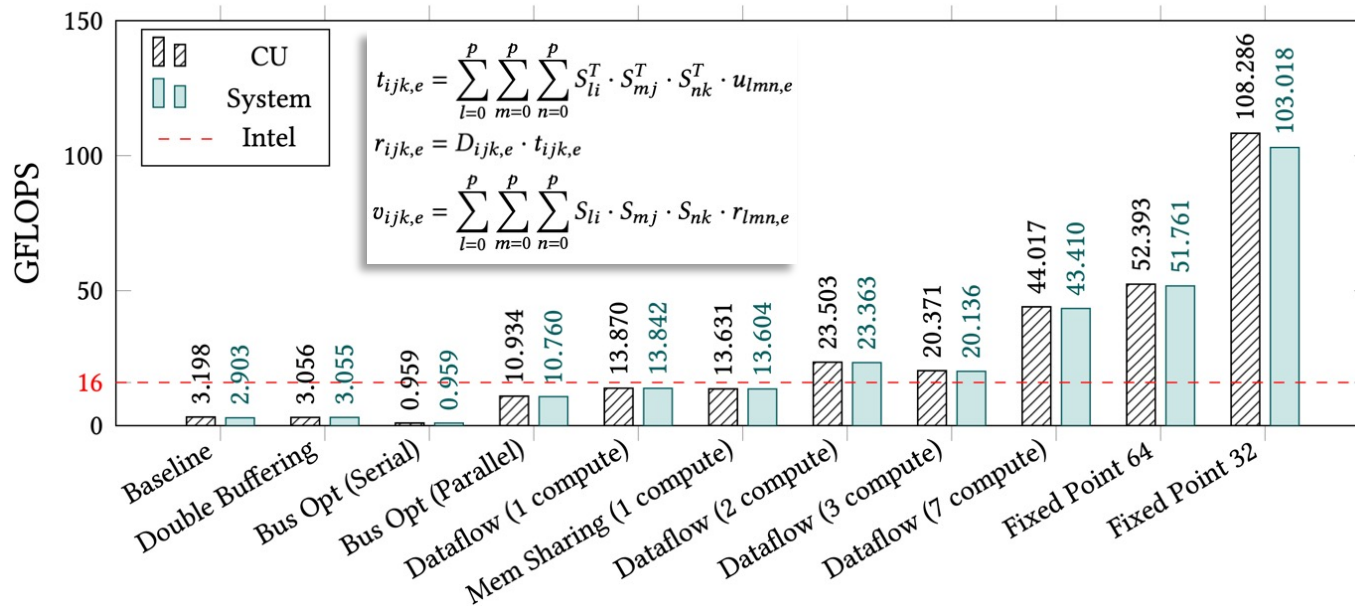 150
100
50
16
0
GFLOPS
CU
System
Intel
t_{ijk,e} = \sum_{l=0}^{p} \sum_{m=0}^{p} \sum_{n=0}^{p} S_{li}^{T} · S_{mj}^{T} · S_{nk}^{T} · u_{lmn,e}
r_{ijk,e} = D_{ijk,e} · t_{ijk,e}
v_{ijk,e} = \sum_{l=0}^{p} \sum_{m=0}^{p} \sum_{n=0}^{p} S_{li} · S_{mj} · S_{nk} · r_{lmn,e}
3.198
2.903
3.056
3.055
0.959
0.959
10.934
10.760
13.870
13.842
13.631
13.604
23.503
23.363
20.371
20.136
44.017
43.410
52.393
51.761
108.286
103.018
Baseline
Double Buffering
Bus Opt (Serial)
Bus Opt (Parallel)
Dataflow (1 compute)
Mem Sharing (1 compute)
Dataflow (2 compute)
Dataflow (3 compute)
Dataflow (7 compute)
Fixed Point 64
Fixed Point 32